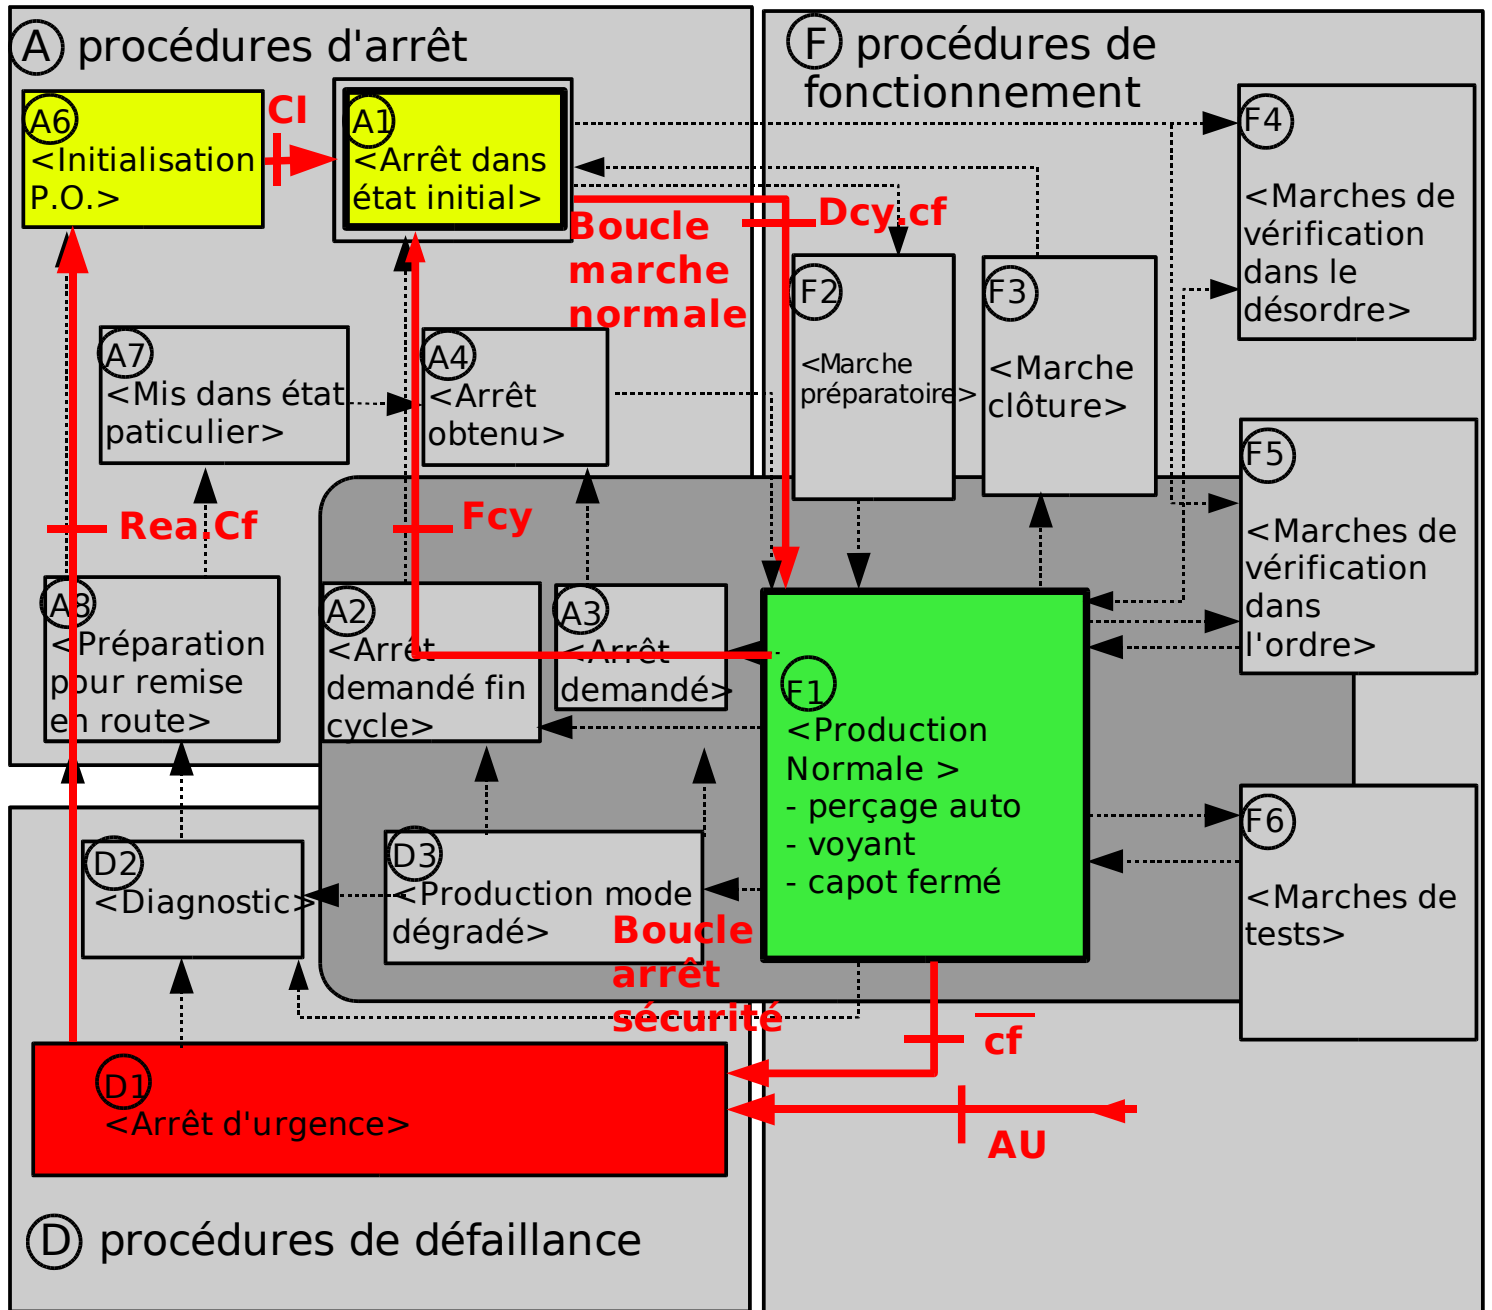 A procédures d'arrêt
A6
<Initialisation
P.O.>
CI
A1
<Arrêt dans
état initial>
Boucle
marche
normale
Dcy.cf
A7
<Mis dans état
paticulier>
A4
<Arrêt
obtenu>
Rea.Cf
Fcy
A8
<Préparation
pour remise
en route>
A2
<Arrêt
demandé fin
cycle>
A3
<Arrêt
demandé>
F procédures de
fonctionnement
F2
<Marche
préparatoire>
F3
<Marche
clôture>
F4
<Marches de
vérification
dans le
désordre>
F5
<Marches de
vérification
dans
l'ordre>
F1
<Production
Normale >
- perçage auto
- voyant
- capot fermé
F6
<Marches de
tests>
D2
<Diagnostic>
D3
<Production mode
dégradé>
Boucle
arrêt
sécurité
cf
AU
D1
<Arrêt d'urgence>
D procédures de défaillance